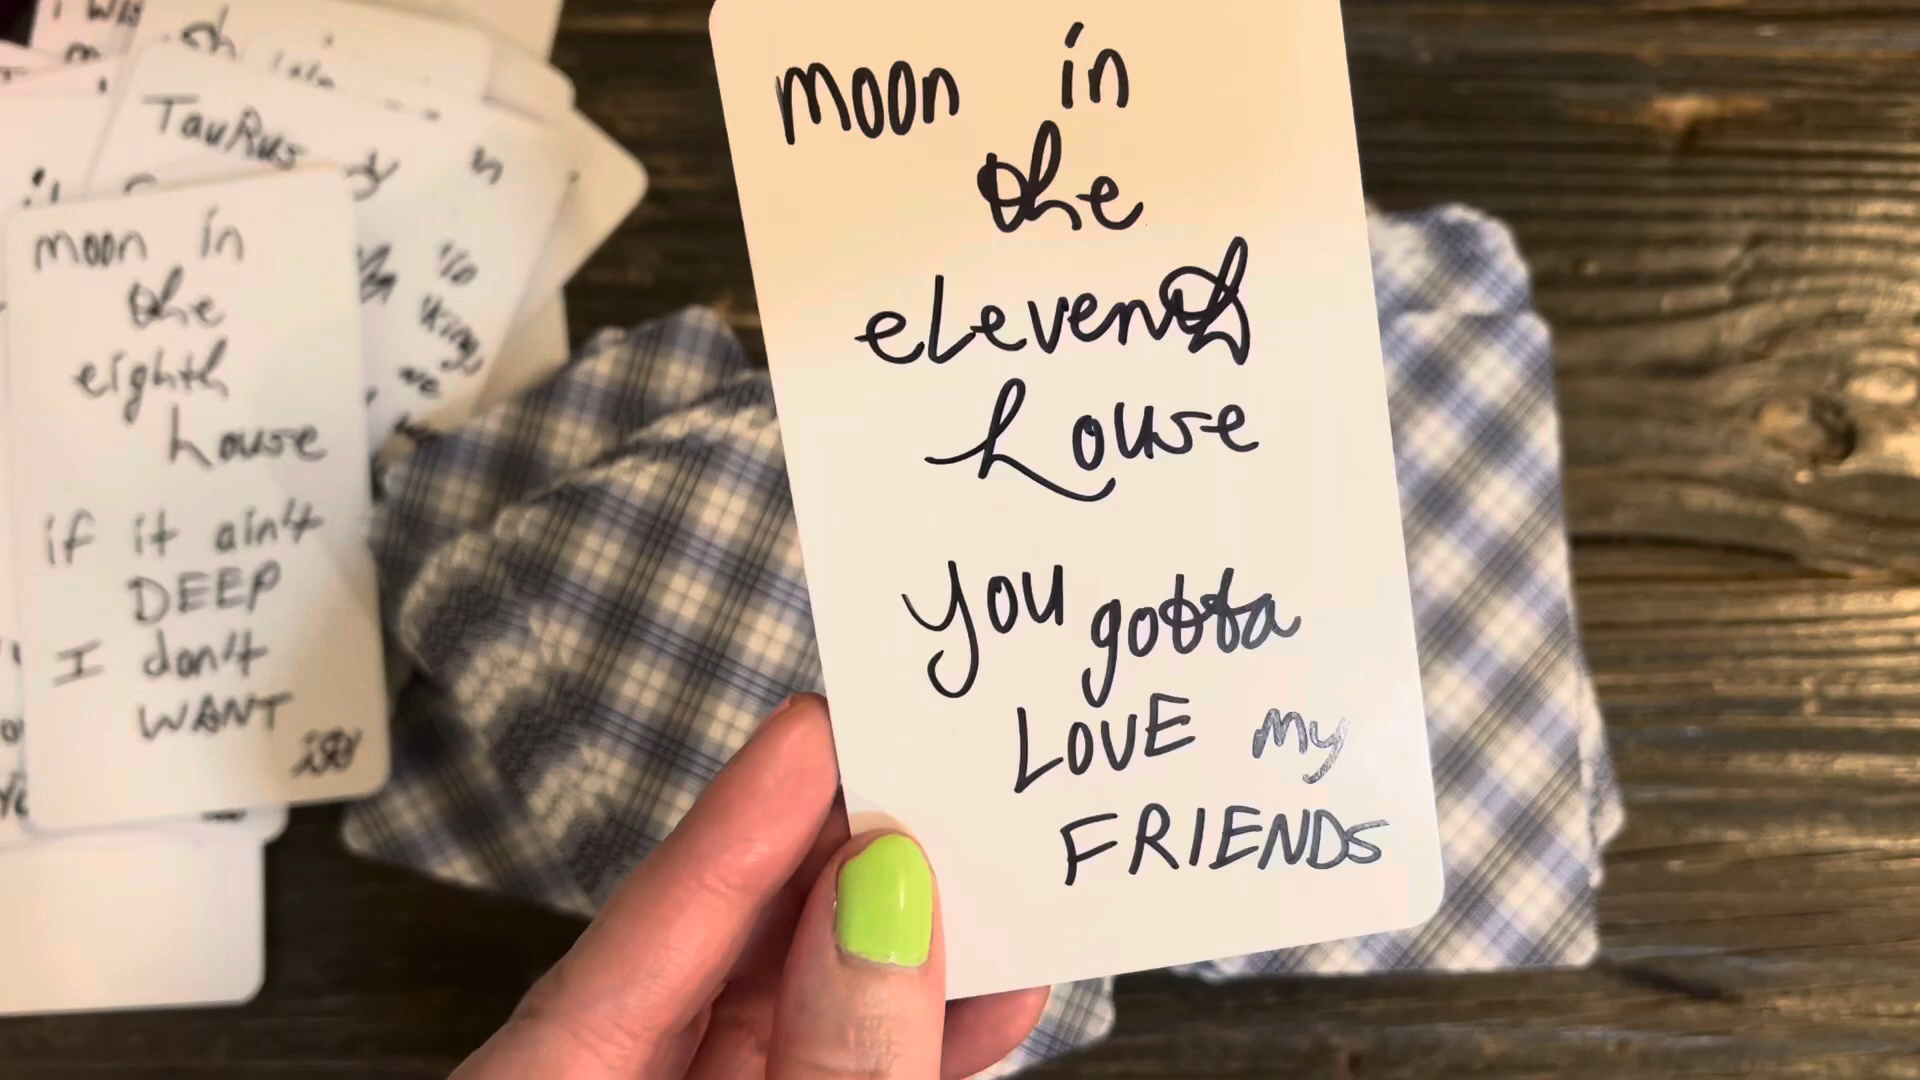 moon in
the
eleventh
house
you gotta
LOVE my
FRIENDS
TauRus
moon in
the
eighth
house
if it ain't
DEEP
I don't
WANT